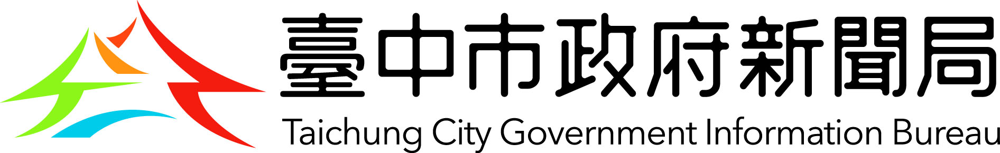 臺中市政府新聞局
Taichung City Government Information Bureau